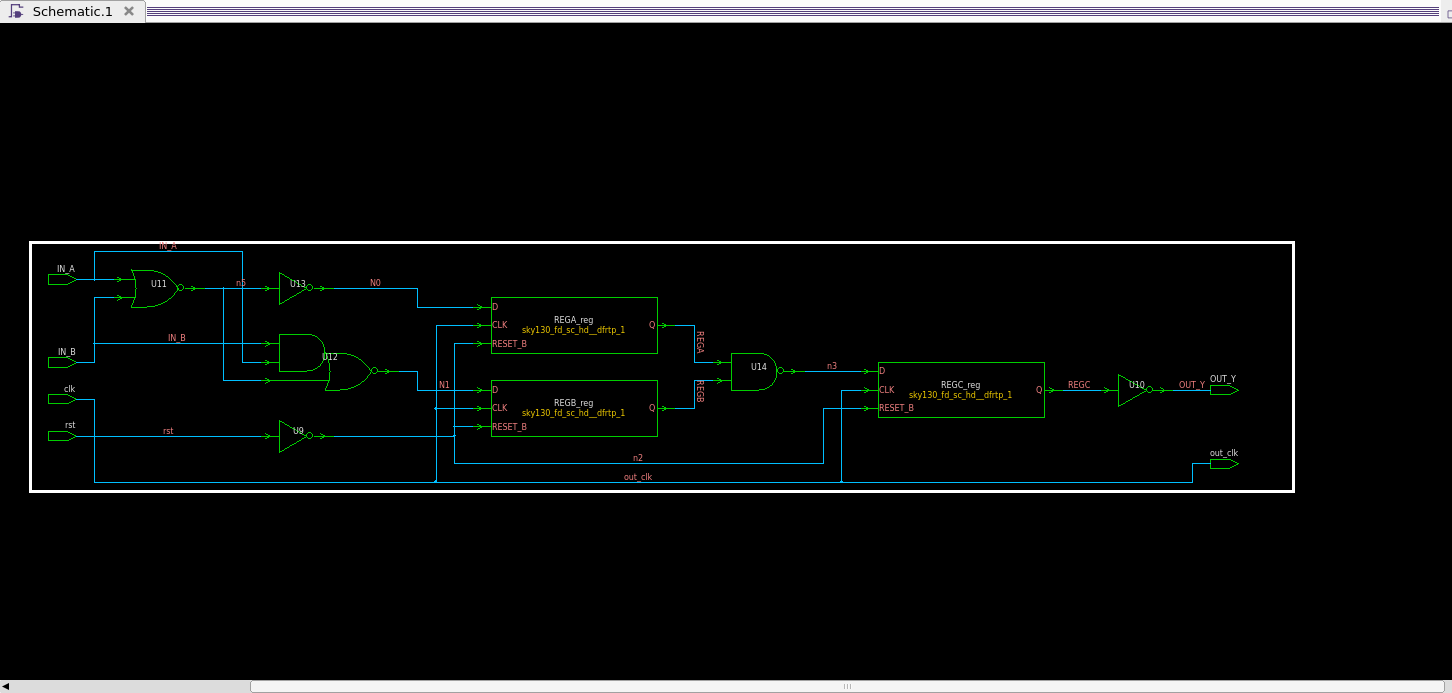 Schematic.1
IN_A
IN_A
U11
n5
U13
N0
IN_B
IN_B
U12
clk
N1
rst
rst
U9
D
CLK
RESET_B
REGA_reg
sky130_fd_sc_hd__dfrtp_1
Q
REGA
D
CLK
RESET_B
REGB_reg
sky130_fd_sc_hd__dfrtp_1
Q
REGB
U14
n3
D
CLK
RESET_B
REGC_reg
sky130_fd_sc_hd__dfrtp_1
Q
REGC
U10
OUT_Y
OUT_Y
n2
out_clk
out_clk